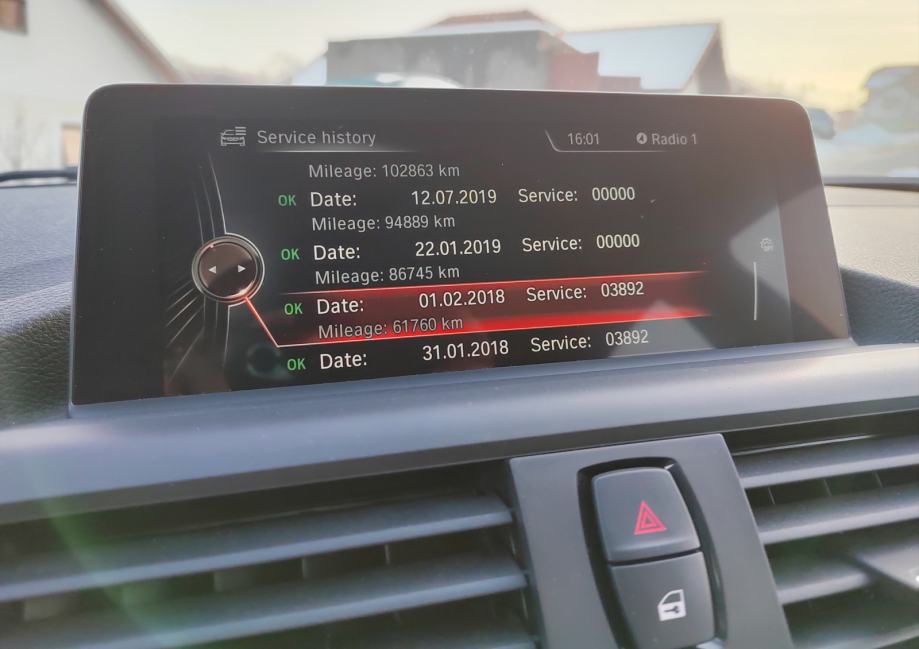 Service history 16:01 Radio 1
Mileage: 102863 km
OK Date: 12.07.2019 Service: 00000
Mileage: 94889 km
OK Date: 22.01.2019 Service: 00000
Mileage: 86745 km
OK Date: 01.02.2018 Service: 03892
Mileage: 61760 km
OK Date: 31.01.2018 Service: 03892